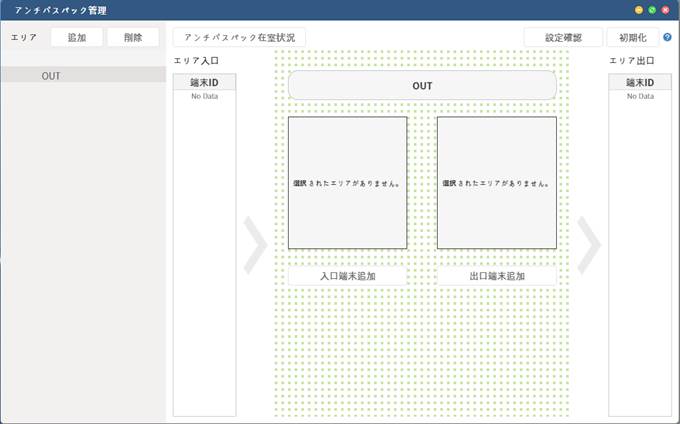 アンチパスバック管理
エリア 追加 削除 アンチパスバック在室状況 設定確認 初期化 ?
エリア入口 エリア出口
OUT
端末ID
No Data
OUT
選択 されたエリアがありません。
選択 されたエリアがありません。
入口端末追加 出口端末追加
端末ID
No Data